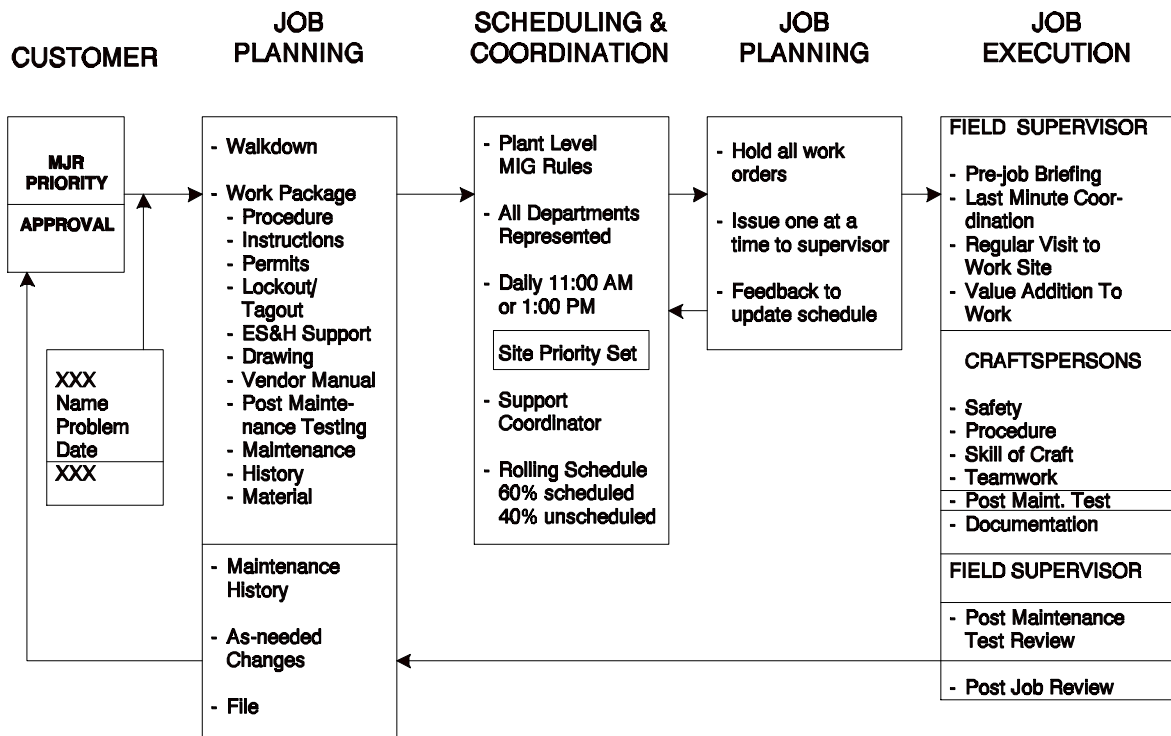 CUSTOMER
JOB
PLANNING
SCHEDULING &
COORDINATION
JOB
PLANNING
JOB
EXECUTION
MJR
PRIORITY
APPROVAL
XXX
Name
Problem
Date
XXX
- Walkdown
- Work Package
- Procedure
- Instructions
- Permits
- Lockout/
Tagout
- ES&H Support
- Drawing
- Vendor Manual
- Post Mainte-
nance Testing
- Maintenance
- History
- Material
- Maintenance
History
- As-needed
Changes
- File
- Plant Level
MIG Rules
- All Departments
Represented
- Daily 11:00 AM
or 1:00 PM
Site Priority Set
- Support
Coordinator
- Rolling Schedule
60% scheduled
40% unscheduled
- Hold all work
orders
- Issue one at a
time to supervisor
- Feedback to
update schedule
FIELD SUPERVISOR
- Pre-job Briefing
- Last Minute Coor-
dination
- Regular Visit to
Work Site
- Value Addition To
Work
CRAFTSPERSONS
- Safety
- Procedure
- Skill of Craft
- Teamwork
- Post Maint. Test
- Documentation
FIELD SUPERVISOR
- Post Maintenance
Test Review
- Post Job Review